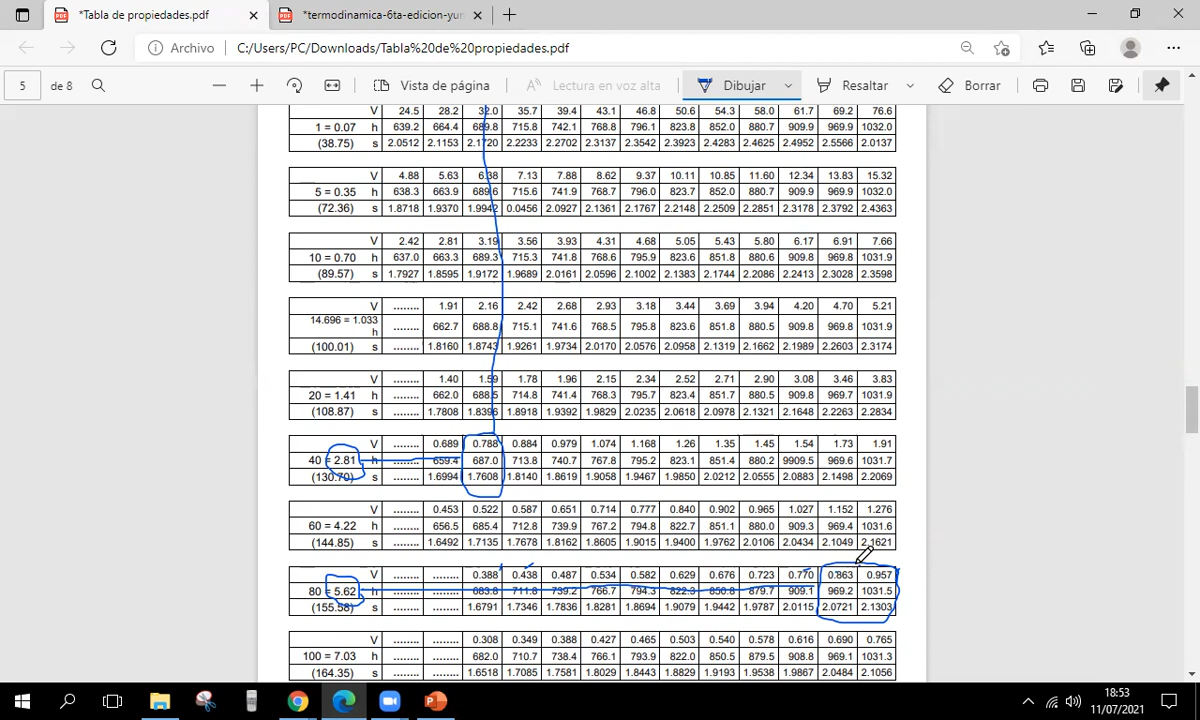 *Tabla de propiedades.pdf
*termodinamica-6ta-edicion-yun
Archivo C:/Users/PC/Downloads/Tabla%20de%20propiedades.pdf
5 de 8 Vista de página Lectura en voz alta Dibujar Resaltar Borrar
V 24.5 28.2 32.0 35.7 39.4 43.1 46.8 50.6 54.3 58.0 61.7 69.2 76.6
1 = 0.07 h 639.2 664.4 689.8 715.8 742.1 768.8 796.1 823.8 852.0 880.7 909.9 969.9 1032.0
(38.75) s 2.0512 2.1153 2.1720 2.2233 2.2702 2.3137 2.3542 2.3923 2.4283 2.4625 2.4952 2.5566 2.0137
V 4.88 5.63 6.38 7.13 7.88 8.62 9.37 10.11 10.85 11.60 12.34 13.83 15.32
5 = 0.35 h 638.3 663.9 689.6 715.6 741.9 768.7 796.0 823.7 852.0 880.7 909.9 969.9 1032.0
(72.36) s 1.8718 1.9370 1.9942 0.0456 2.0927 2.1361 2.1767 2.2148 2.2509 2.2851 2.3178 2.3792 2.4363
V 2.42 2.81 3.19 3.56 3.93 4.31 4.68 5.05 5.43 5.80 6.17 6.91 7.66
10 = 0.70 h 637.0 663.3 689.3 715.3 741.8 768.6 795.9 823.7 851.8 880.6 909.9 969.8 1031.9
(89.57) s 1.7927 1.8595 1.9172 1.9689 2.0161 2.0596 2.1002 2.1383 2.1744 2.2086 2.2413 2.3028 2.3598
V ........ 1.91 2.16 2.42 2.68 2.93 3.18 3.44 3.69 3.94 4.20 4.70 5.21
14.696 = 1.033 h ........ 662.7 688.8 715.1 741.6 768.5 795.8 823.6 851.8 880.5 909.8 969.8 1031.9
(100.01) s ........ 1.8160 1.8743 1.9261 1.9734 2.0170 2.0576 2.0958 2.1319 2.1662 2.1989 2.2603 2.3174
V ........ 1.40 1.59 1.78 1.96 2.15 2.34 2.52 2.71 2.90 3.08 3.46 3.83
20 = 1.41 h ........ 662.0 688.5 714.8 741.4 768.3 795.7 823.4 851.7 880.5 909.8 969.7 1031.9
(108.87) s ........ 1.7808 1.8396 1.8918 1.9392 1.9829 2.0235 2.0618 2.0978 2.1321 2.1648 2.2263 2.2834
V ........ 0.689 0.788 0.884 0.979 1.074 1.168 1.26 1.35 1.45 1.54 1.73 1.91
40 = 2.81 h ........ 659.4 687.0 713.8 740.7 767.8 795.2 823.1 851.4 880.2 9909.5 969.6 1031.7
(130.70) s ........ 1.6994 1.7608 1.8140 1.8619 1.9058 1.9467 1.9850 2.0212 2.0555 2.0883 2.1498 2.2069
V ........ 0.453 0.522 0.587 0.651 0.714 0.777 0.840 0.902 0.965 1.027 1.152 1.276
60 = 4.22 h ........ 656.5 685.4 712.8 739.9 767.2 794.8 822.7 851.1 880.0 909.3 969.4 1031.6
(144.85) s ........ 1.6492 1.7135 1.7678 1.8162 1.8605 1.9015 1.9400 1.9762 2.0106 2.0434 2.1049 2.1621
V ........ ........ 0.388 0.438 0.487 0.534 0.582 0.629 0.676 0.723 0.770 0.863 0.957
80 = 5.62 h ........ ........ 683.8 711.8 739.2 766.7 794.3 822.3 850.8 879.7 909.1 969.2 1031.5
(155.58) s ........ ........ 1.6791 1.7346 1.7836 1.8281 1.8694 1.9079 1.9442 1.9787 2.0115 2.0721 2.1303
V ........ ........ 0.308 0.349 0.388 0.427 0.465 0.503 0.540 0.578 0.616 0.690 0.765
100 = 7.03 h ........ ........ 682.0 710.7 738.4 766.1 793.9 822.0 850.5 879.5 908.8 969.1 1031.3
(164.35) s ........ ........ 1.6518 1.7085 1.7581 1.8029 1.8443 1.8829 1.9193 1.9538 1.9867 2.0484 2.1056
18:53
11/07/2021